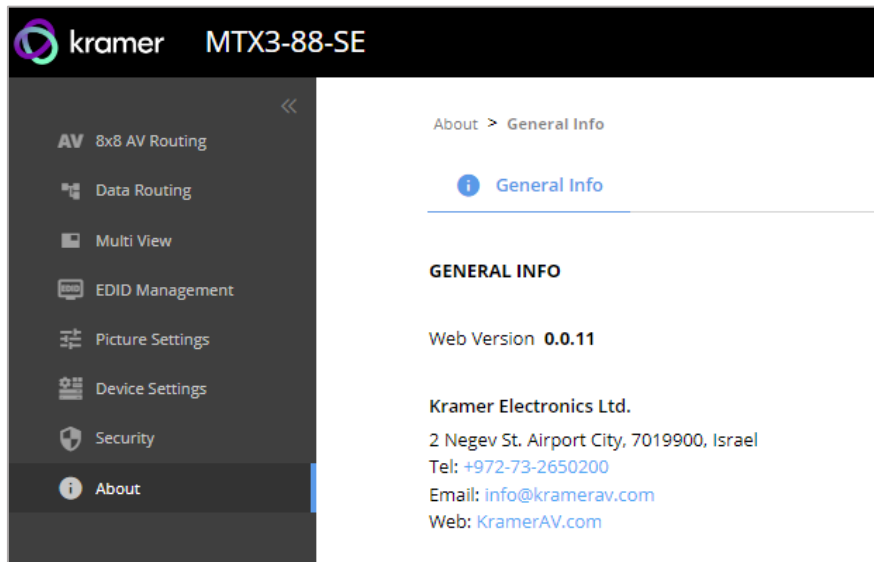 kramer MTX3-88-SE
AV 8x8 AV Routing
Data Routing
Multi View
EDID EDID Management
Picture Settings
Device Settings
Security
About
About > General Info
General Info
GENERAL INFO
Web Version 0.0.11
Kramer Electronics Ltd.
2 Negev St. Airport City, 7019900, Israel
Tel: +972-73-2650200
Email: info@kramerav.com
Web: KramerAV.com